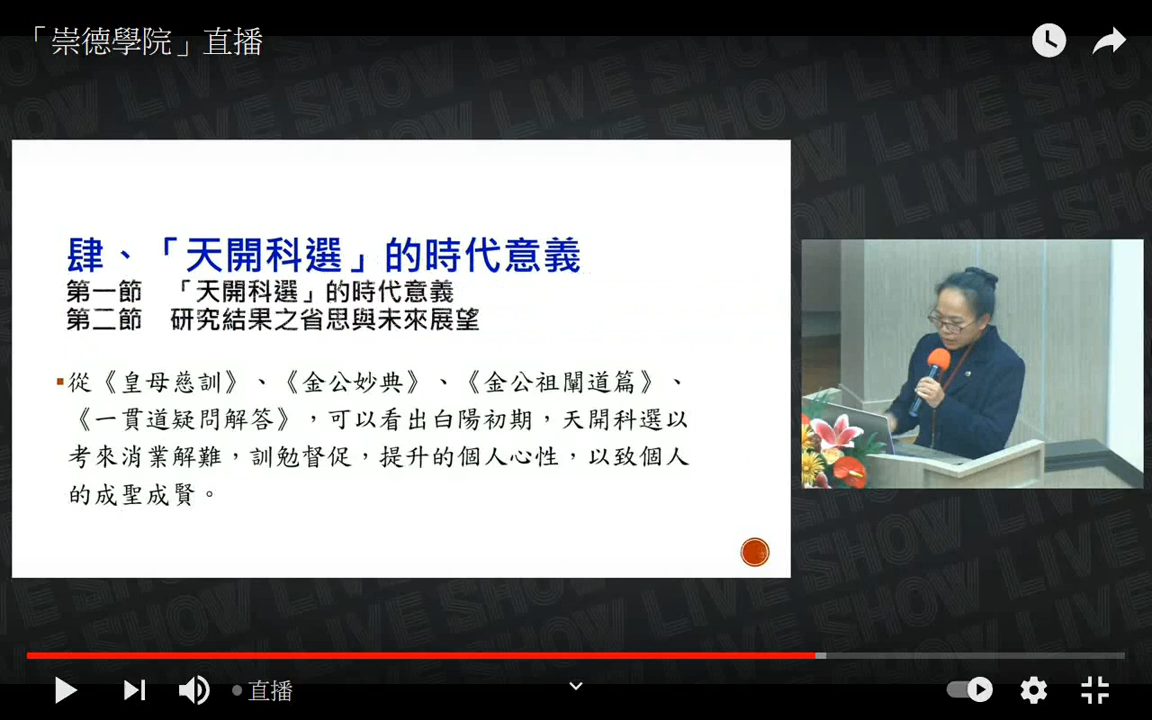 「崇德學院」直播
肆、「天開科選」的時代意義
第一節　「天開科選」的時代意義
第二節　研究結果之省思與未來展望
▪從《皇母慈訓》、《金公妙典》、《金公祖闡道篇》、
《一貫道疑問解答》，可以看出白陽初期，天開科選以
考來消業解難，訓勉督促，提升的個人心性，以致個人
的成聖成賢。
直播
LIVE SHOW